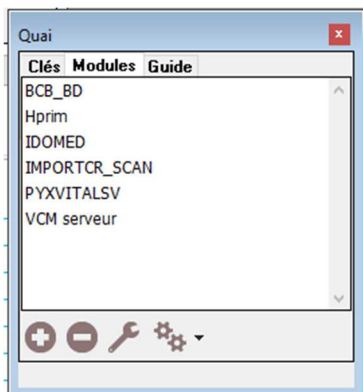 Quai
Clés Modules Guide
BCB_BD
Hprim
IDOMED
IMPORTCR_SCAN
PYXVITALSV
VCM serveur